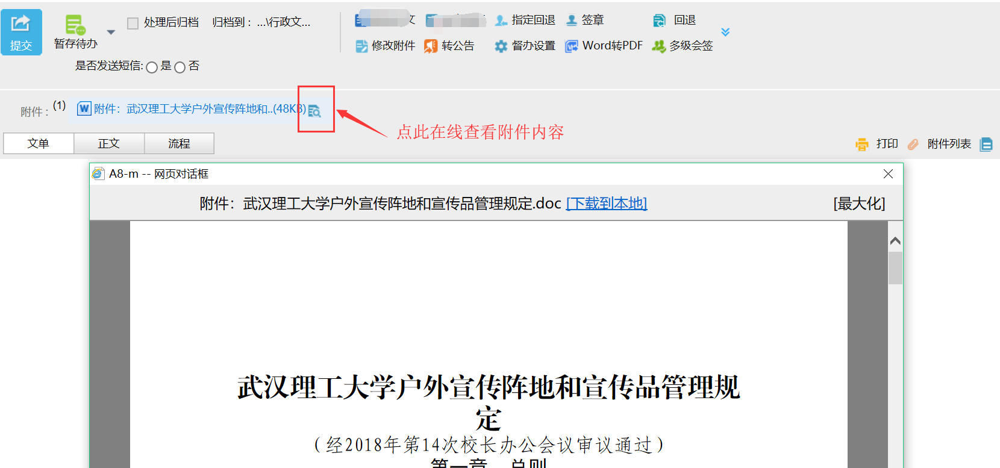 提交
暂存待办
处理后归档 归档到：...\行政文...
是否发送短信: 是 否
文
指定回退 签章 回退
修改附件 转公告 督办设置 Word转PDF 多级会签
附件： (1) 附件：武汉理工大学户外宣传阵地和..(48KB)
点此在线查看附件内容
文单 正文 流程
打印 附件列表
A8-m -- 网页对话框
附件：武汉理工大学户外宣传阵地和宣传品管理规定.doc [下载到本地] [最大化]
武汉理工大学户外宣传阵地和宣传品管理规
定
（经2018年第14次校长办公会议审议通过）
第一章 总则